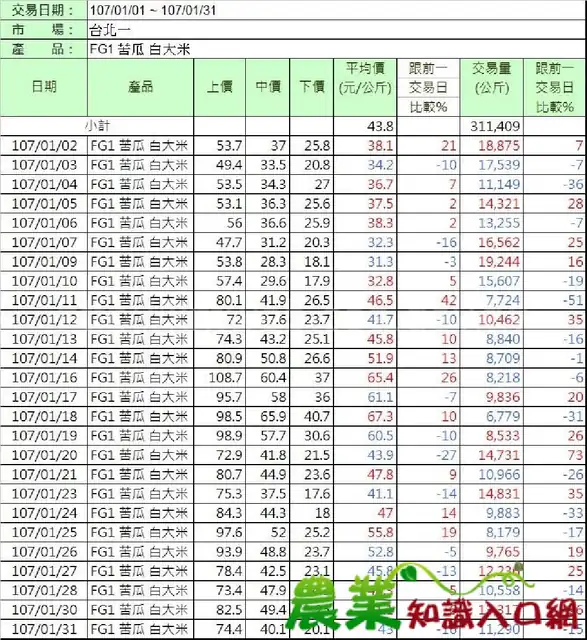 交易日期： 107/01/01 ~ 107/01/31
市　場： 台北一
產　品： FG1 苦瓜 白大米
日期 產品 上價 中價 下價 平均價(元/公斤) 跟前一交易日比較% 交易量(公斤) 跟前一交易日比較%
小計 43.8 311,409
107/01/02 FG1 苦瓜 白大米 53.7 37 25.8 38.1 21 18,875 7
107/01/03 FG1 苦瓜 白大米 49.4 33.5 20.8 34.2 -10 17,539 -7
107/01/04 FG1 苦瓜 白大米 53.5 34.3 27 36.7 7 11,149 -36
107/01/05 FG1 苦瓜 白大米 53.1 36.3 25.6 37.5 2 14,321 28
107/01/06 FG1 苦瓜 白大米 56 36.6 25.9 38.3 2 13,255 -7
107/01/07 FG1 苦瓜 白大米 47.7 31.2 20.3 32.3 -16 16,562 25
107/01/09 FG1 苦瓜 白大米 53.8 28.3 18.1 31.3 -3 19,244 16
107/01/10 FG1 苦瓜 白大米 57.4 29.6 17.9 32.8 5 15,607 -19
107/01/11 FG1 苦瓜 白大米 80.1 41.9 26.5 46.5 42 7,724 -51
107/01/12 FG1 苦瓜 白大米 72 37.6 23.7 41.7 -10 10,462 35
107/01/13 FG1 苦瓜 白大米 74.3 43.2 25.1 45.8 10 8,840 -16
107/01/14 FG1 苦瓜 白大米 80.9 50.8 26.6 51.9 13 8,709 -1
107/01/16 FG1 苦瓜 白大米 108.7 60.4 37 65.4 26 8,218 -6
107/01/17 FG1 苦瓜 白大米 95.7 58 36 61.1 -7 9,836 20
107/01/18 FG1 苦瓜 白大米 98.5 65.9 40.7 67.3 10 6,779 -31
107/01/19 FG1 苦瓜 白大米 98.9 57.7 30.6 60.5 -10 8,533 26
107/01/20 FG1 苦瓜 白大米 72.9 41.8 21.5 43.9 -27 14,731 73
107/01/21 FG1 苦瓜 白大米 80.7 44.9 23.6 47.8 9 10,966 -26
107/01/23 FG1 苦瓜 白大米 75.3 37.5 17.6 41.1 -14 14,831 35
107/01/24 FG1 苦瓜 白大米 84.3 44.3 18 47 14 9,883 -33
107/01/25 FG1 苦瓜 白大米 97.6 52 25.2 55.8 19 8,179 -17
107/01/26 FG1 苦瓜 白大米 93.9 48.8 23.7 52.8 -5 9,765 19
107/01/27 FG1 苦瓜 白大米 78.4 42.5 23.1 45.8 -13 25
107/01/28 FG1 苦瓜 白大米 73.4 47.9 5 10,558 -14
107/01/30 FG1 苦瓜 白大米 82.5 49.4
107/01/31 FG1 苦瓜 白大米 74.4 40.1 20.1 11,290
農業知識入口網